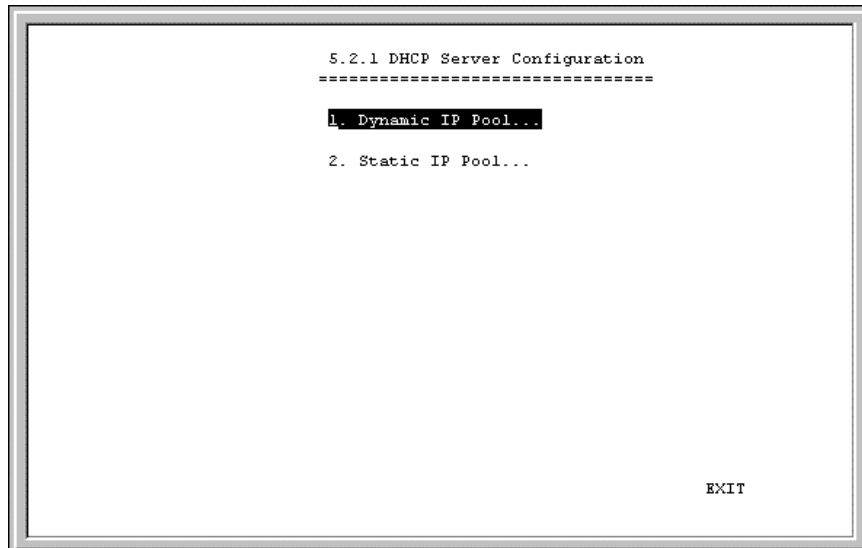 5.2.1 DHCP Server Configuration
=================================
1. Dynamic IP Pool...
2. Static IP Pool...
EXIT